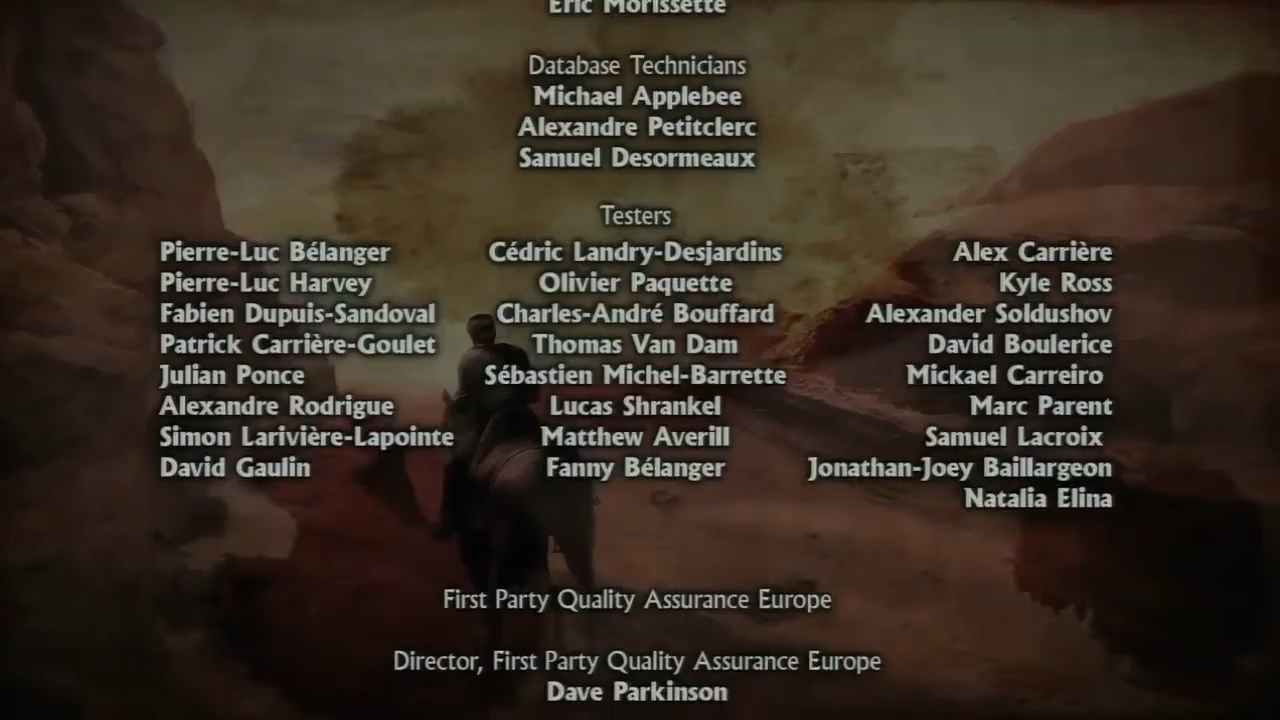 Eric Morissette
Database Technicians
Michael Applebee
Alexandre Petitclerc
Samuel Desormeaux
Testers
Pierre-Luc Bélanger Cédric Landry-Desjardins Alex Carrière
Pierre-Luc Harvey Olivier Paquette Kyle Ross
Fabien Dupuis-Sandoval Charles-André Bouffard Alexander Soldushov
Patrick Carrière-Goulet Thomas Van Dam David Boulerice
Julian Ponce Sébastien Michel-Barrette Mickael Carreiro
Alexandre Rodrigue Lucas Shrankel Marc Parent
Simon Larivière-Lapointe Matthew Averill Samuel Lacroix
David Gaulin Fanny Bélanger Jonathan-Joey Baillargeon
Natalia Elina
First Party Quality Assurance Europe
Director, First Party Quality Assurance Europe
Dave Parkinson